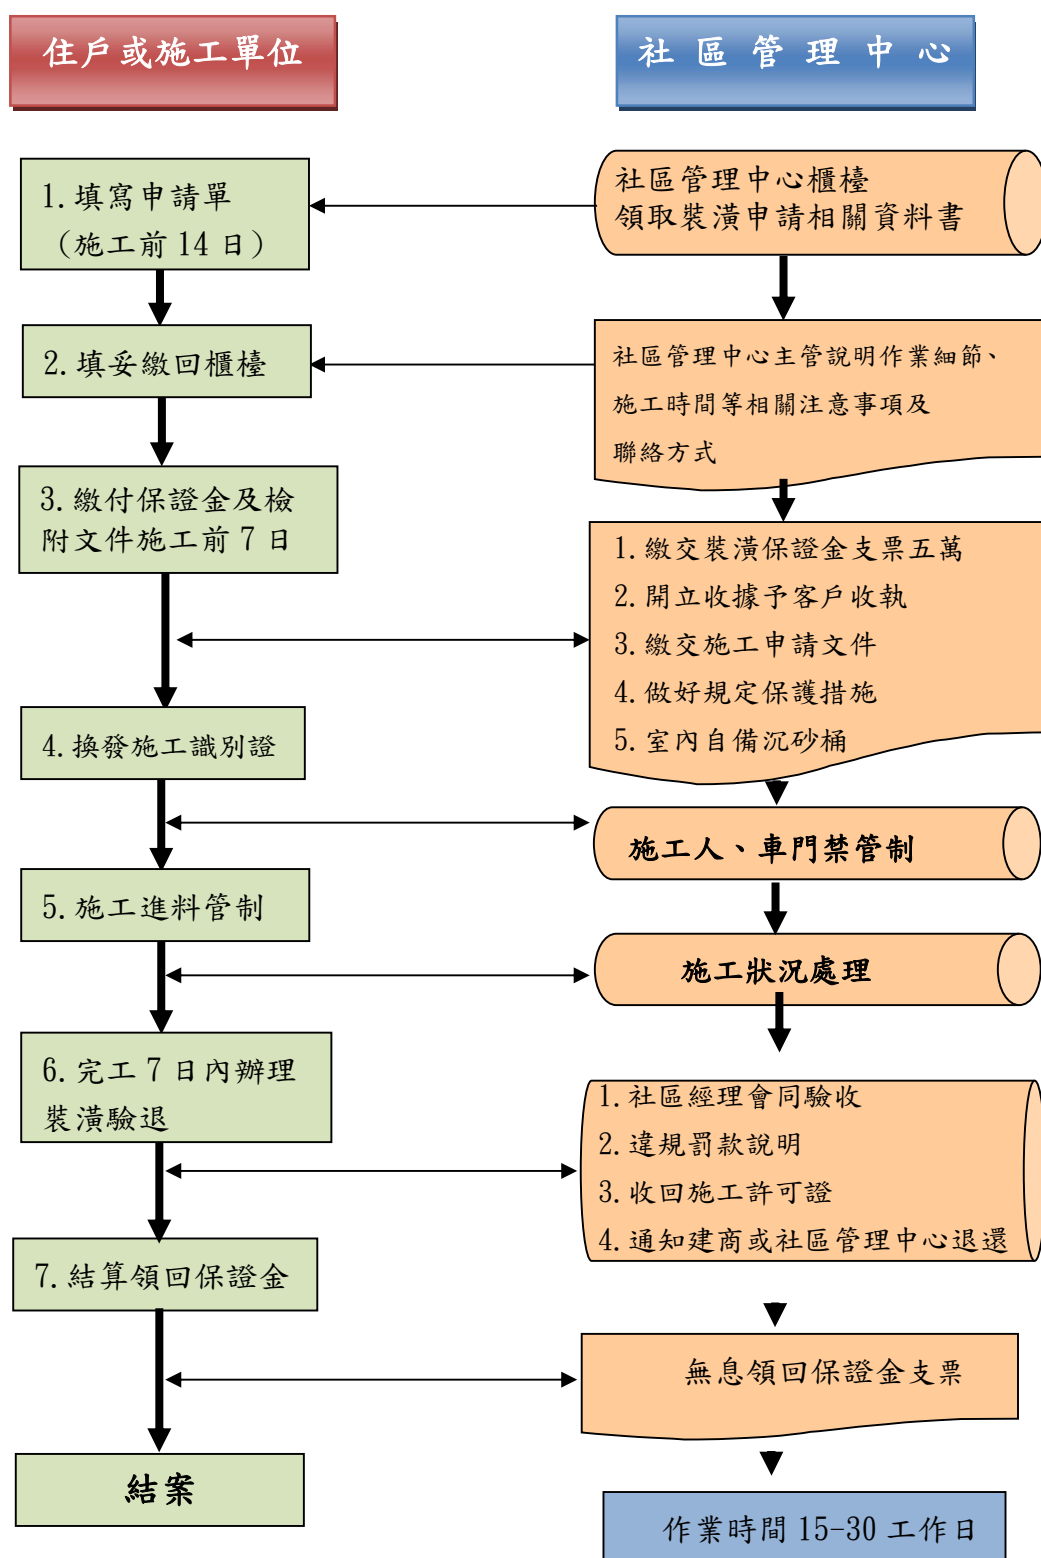 住戶或施工單位
社區管理中心
1.填寫申請單
（施工前14日）
社區管理中心櫃檯
領取裝潢申請相關資料書
2.填妥繳回櫃檯
社區管理中心主管說明作業細節、
施工時間等相關注意事項及
聯絡方式
3.繳付保證金及檢
附文件施工前7日
1.繳交裝潢保證金支票五萬
2.開立收據予客戶收執
3.繳交施工申請文件
4.做好規定保護措施
5.室內自備沉砂桶
4.換發施工識別證
施工人、車門禁管制
5.施工進料管制
施工狀況處理
6.完工7日內辦理
裝潢驗退
1.社區經理會同驗收
2.違規罰款說明
3.收回施工許可證
4.通知建商或社區管理中心退還
7.結算領回保證金
無息領回保證金支票
結案
作業時間15-30工作日